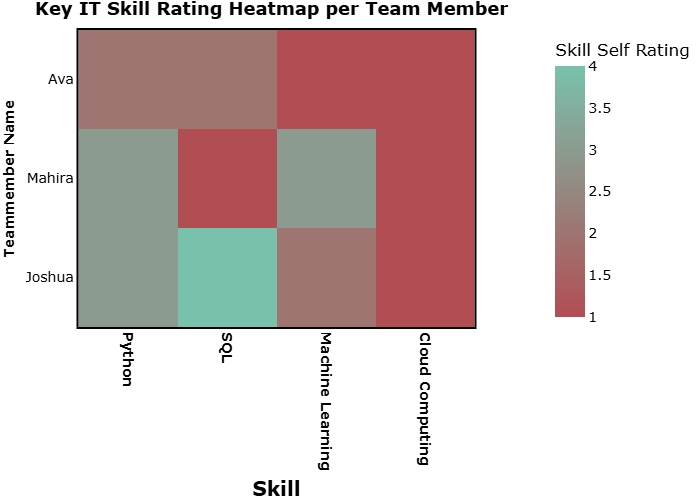 Key IT Skill Rating Heatmap per Team Member
Skill Self Rating
4
3.5
3
2.5
2
1.5
1
Teammember Name
Ava
Mahira
Joshua
Python
SQL
Machine Learning
Cloud Computing
Skill